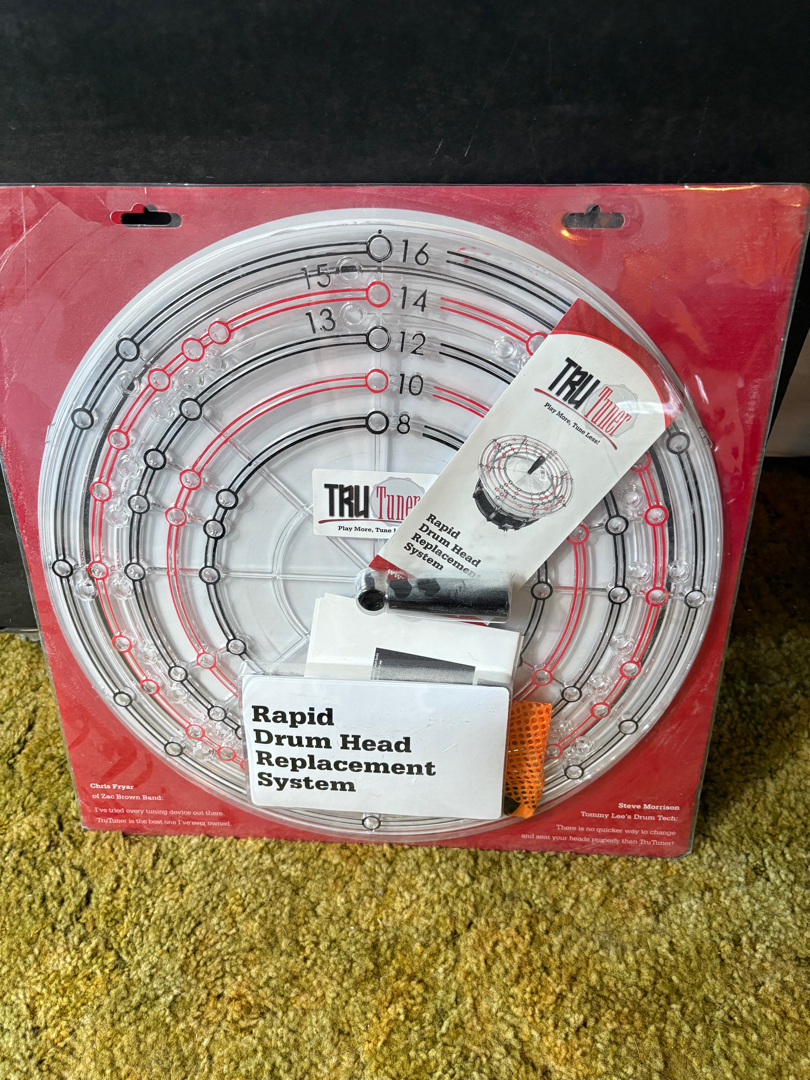 16
15
14
13
12
10
8
TRU Tuner
Play More, Tune Less!
Rapid
Drum Head
Replacement
System
TRU Tuner
Play More, Tune
Rapid
Drum Head
Replacement
System
Chris Fryar
of Zac Brown Band:
I've tried every tuning device out there.
TruTuner is the best one I've ever owned.
Steve Morrison
Tommy Lee's Drum Tech:
There is no quicker way to change
and seat your heads properly than TruTuner!